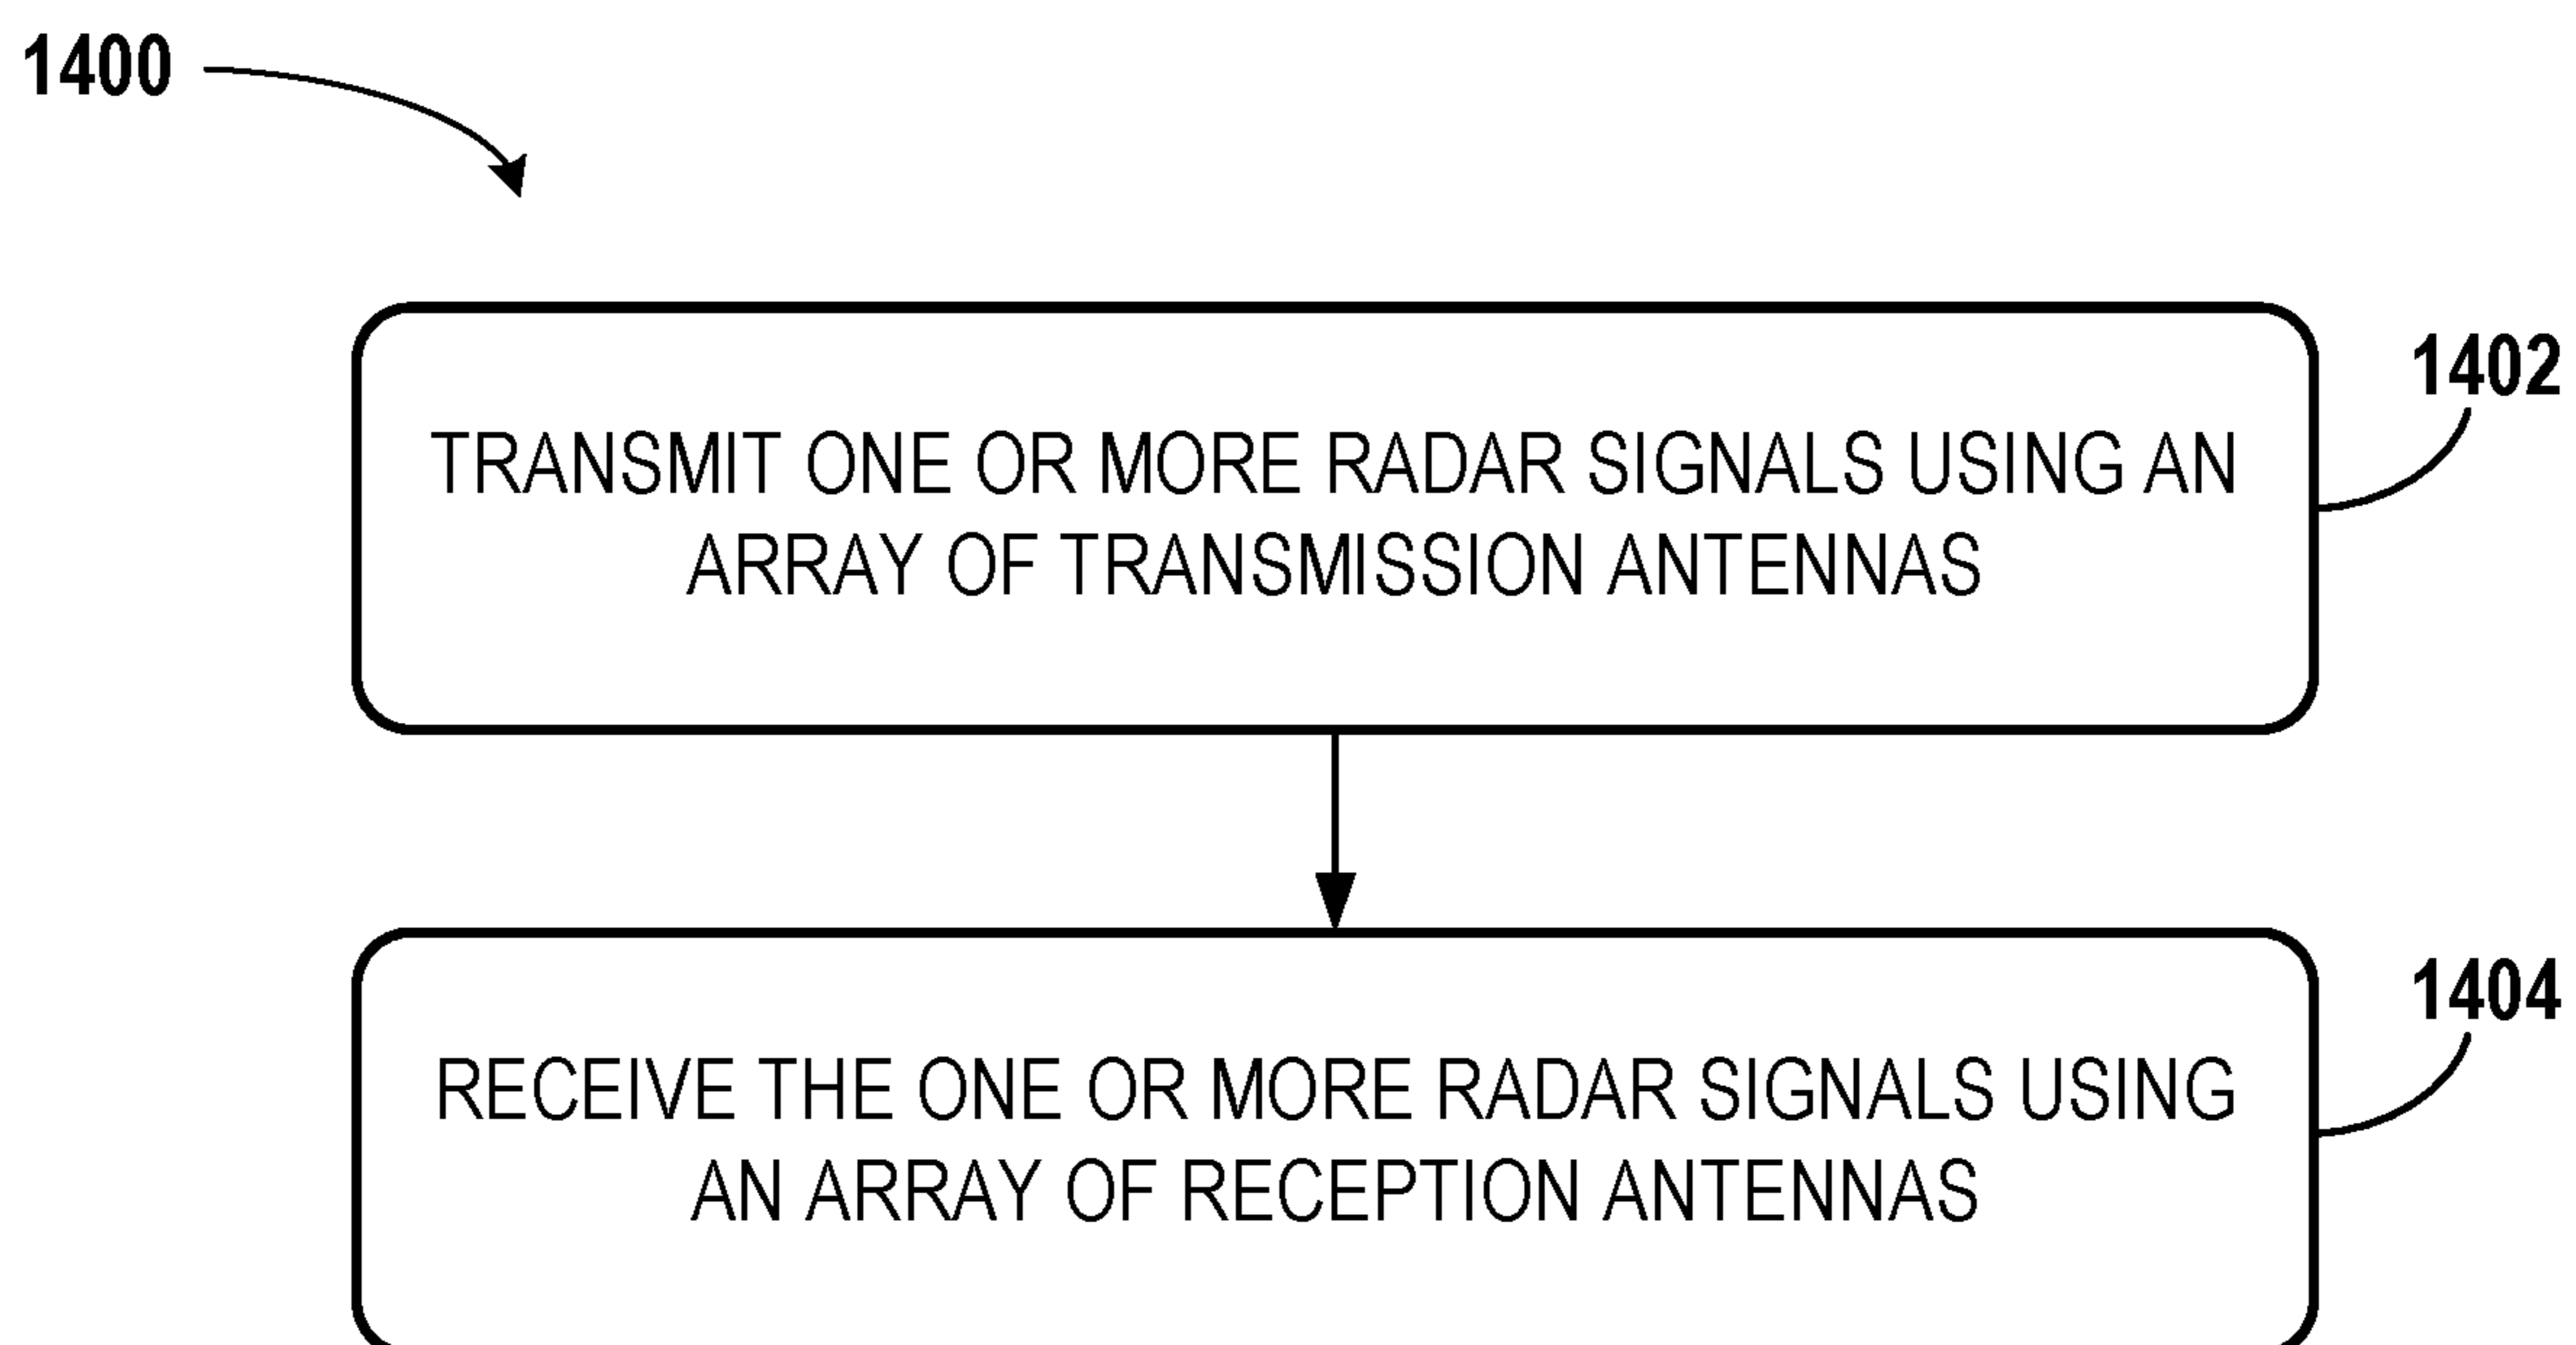 1400
1402
TRANSMIT ONE OR MORE RADAR SIGNALS USING AN
ARRAY OF TRANSMISSION ANTENNAS
1404
RECEIVE THE ONE OR MORE RADAR SIGNALS USING
AN ARRAY OF RECEPTION ANTENNAS